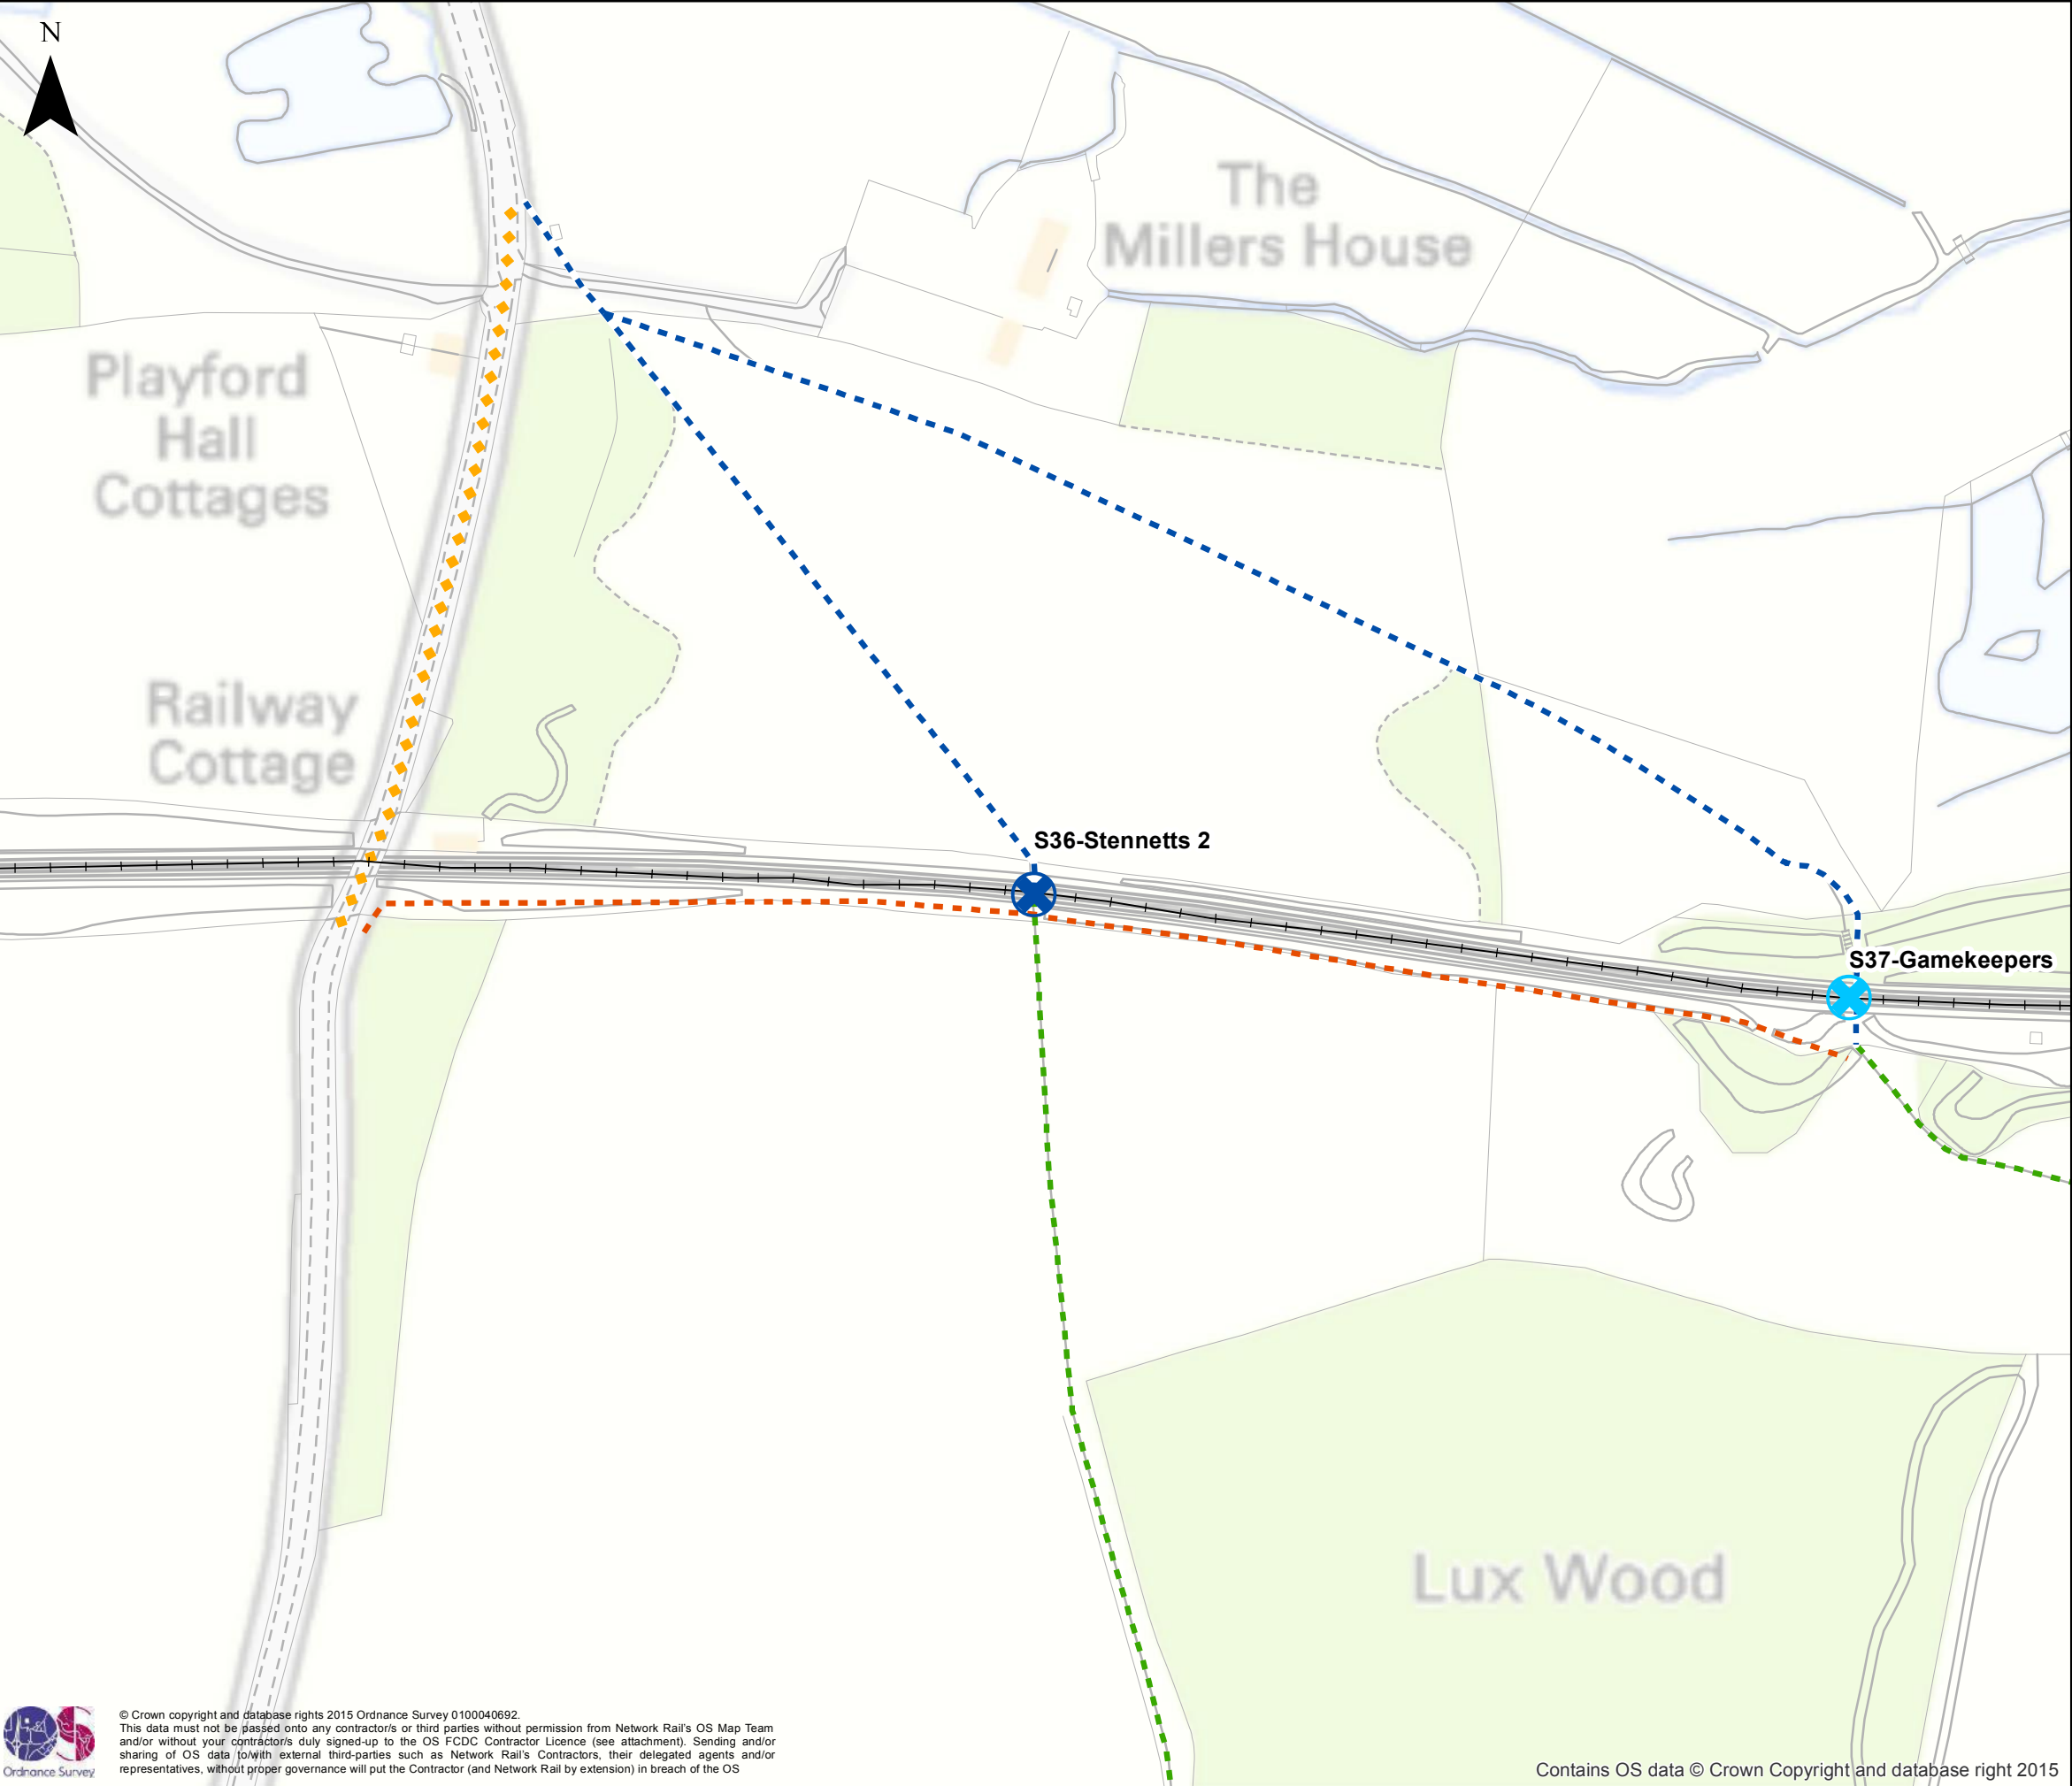 N
The
Millers House
Playford
Hall
Cottages
Railway
Cottage
S36-Stennetts 2
S37-Gamekeepers
Lux Wood
Ordnance Survey
© Crown copyright and database rights 2015 Ordnance Survey 0100040692.
This data must not be passed onto any contractor/s or third parties without permission from Network Rail's OS Map Team
and/or without your contractor/s duly signed-up to the OS FCDC Contractor Licence (see attachment). Sending and/or
sharing of OS data to/with external third-parties such as Network Rail's Contractors, their delegated agents and/or
representatives, without proper governance will put the Contractor (and Network Rail by extension) in breach of the OS
Contains OS data © Crown Copyright and database right 2015